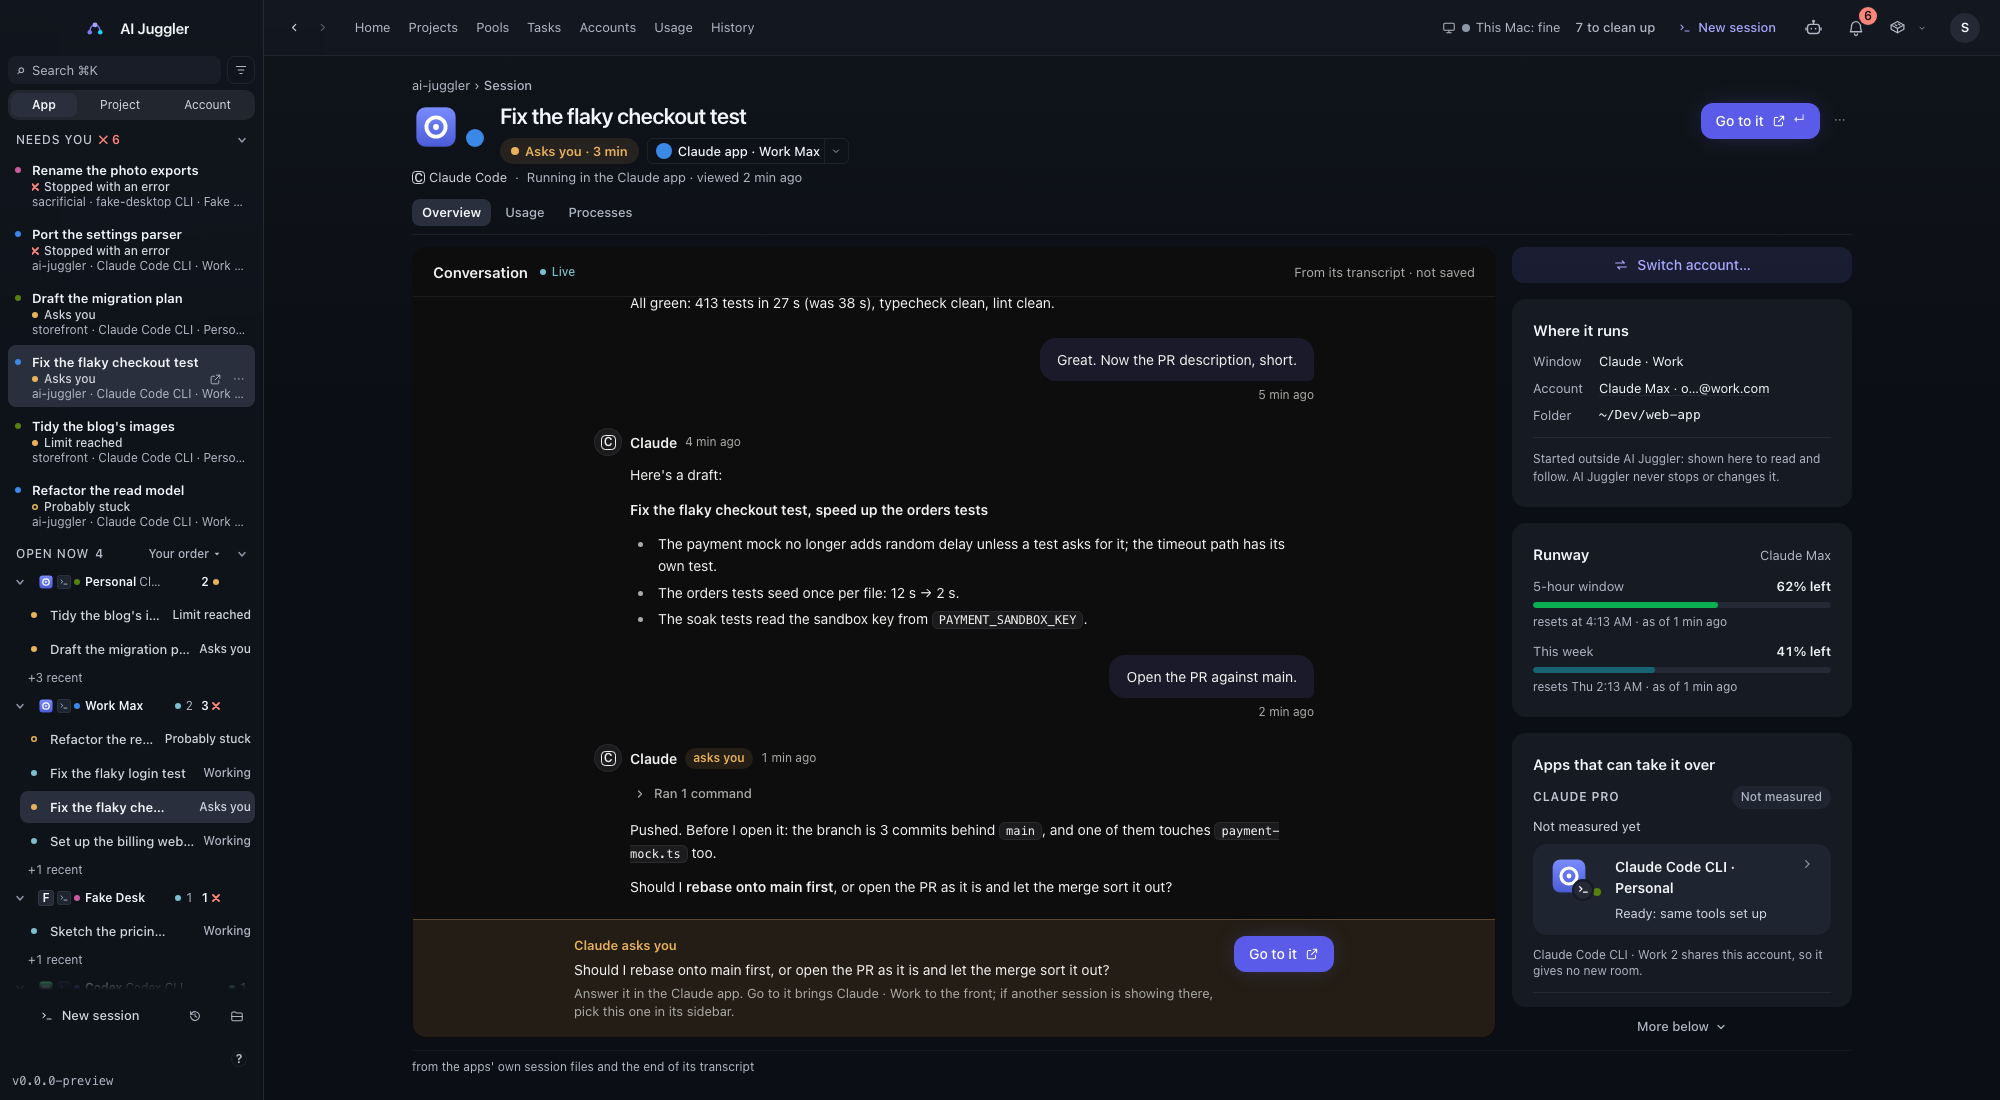 AI Juggler
Search ⌘K
App Project Account
NEEDS YOU 6
Rename the photo exports
Stopped with an error
sacrificial · fake-desktop CLI · Fake ...
Port the settings parser
Stopped with an error
ai-juggler · Claude Code CLI · Work ...
Draft the migration plan
Asks you
storefront · Claude Code CLI · Perso...
Fix the flaky checkout test
Asks you
ai-juggler · Claude Code CLI · Work ...
Tidy the blog's images
Limit reached
storefront · Claude Code CLI · Perso...
Refactor the read model
Probably stuck
ai-juggler · Claude Code CLI · Work ...
OPEN NOW 4 Your order
Personal Cl... 2
Tidy the blog's i... Limit reached
Draft the migration p... Asks you
+3 recent
Work Max 2 3
Refactor the re... Probably stuck
Fix the flaky login test Working
Fix the flaky che... Asks you
Set up the billing web... Working
+1 recent
F Fake Desk 1 1
Sketch the pricin... Working
+1 recent
Codex Codex CLI 1
New session
?
v0.0.0-preview
Home Projects Pools Tasks Accounts Usage History
This Mac: fine 7 to clean up New session 6 S
ai-juggler › Session
Fix the flaky checkout test
Asks you · 3 min Claude app · Work Max
Go to it
C Claude Code · Running in the Claude app · viewed 2 min ago
Overview Usage Processes
Conversation Live From its transcript · not saved
All green: 413 tests in 27 s (was 38 s), typecheck clean, lint clean.
Great. Now the PR description, short.
5 min ago
C Claude 4 min ago
Here's a draft:
Fix the flaky checkout test, speed up the orders tests
• The payment mock no longer adds random delay unless a test asks for it; the timeout path has its
own test.
• The orders tests seed once per file: 12 s → 2 s.
• The soak tests read the sandbox key from PAYMENT_SANDBOX_KEY.
Open the PR against main.
2 min ago
C Claude asks you 1 min ago
Ran 1 command
Pushed. Before I open it: the branch is 3 commits behind main, and one of them touches payment-
mock.ts too.
Should I rebase onto main first, or open the PR as it is and let the merge sort it out?
Claude asks you
Should I rebase onto main first, or open the PR as it is and let the merge sort it out?
Answer it in the Claude app. Go to it brings Claude · Work to the front; if another session is showing there,
pick this one in its sidebar.
Go to it
from the apps' own session files and the end of its transcript
Switch account...
Where it runs
Window Claude · Work
Account Claude Max · o...@work.com
Folder ~/Dev/web-app
Started outside AI Juggler: shown here to read and
follow. AI Juggler never stops or changes it.
Runway Claude Max
5-hour window 62% left
resets at 4:13 AM · as of 1 min ago
This week 41% left
resets Thu 2:13 AM · as of 1 min ago
Apps that can take it over
CLAUDE PRO Not measured
Not measured yet
Claude Code CLI ·
Personal
Ready: same tools set up
Claude Code CLI · Work 2 shares this account, so it
gives no new room.
More below